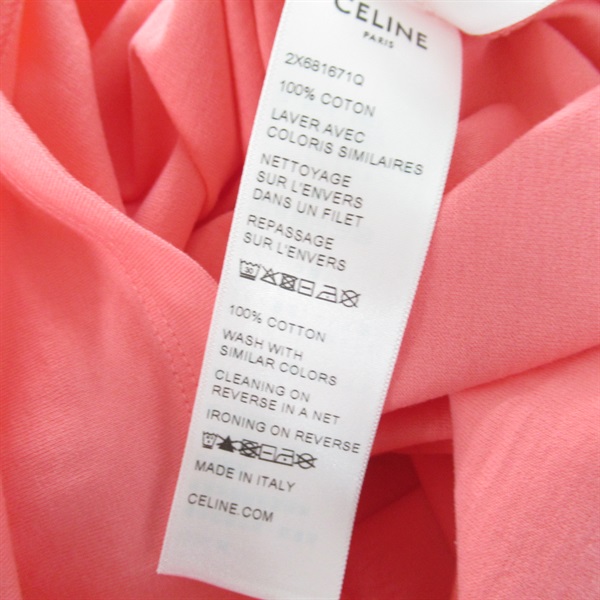 CELINE
PARIS
2X681671Q
100% COTON
LAVER AVEC
COLORIS SIMILAIRES
NETTOYAGE
SUR L'ENVERS
DANS UN FILET
REPASSAGE
SUR L'ENVERS
100% COTTON
WASH WITH
SIMILAR COLORS
CLEANING ON
REVERSE IN A NET
IRONING ON REVERSE
MADE IN ITALY
CELINE.COM